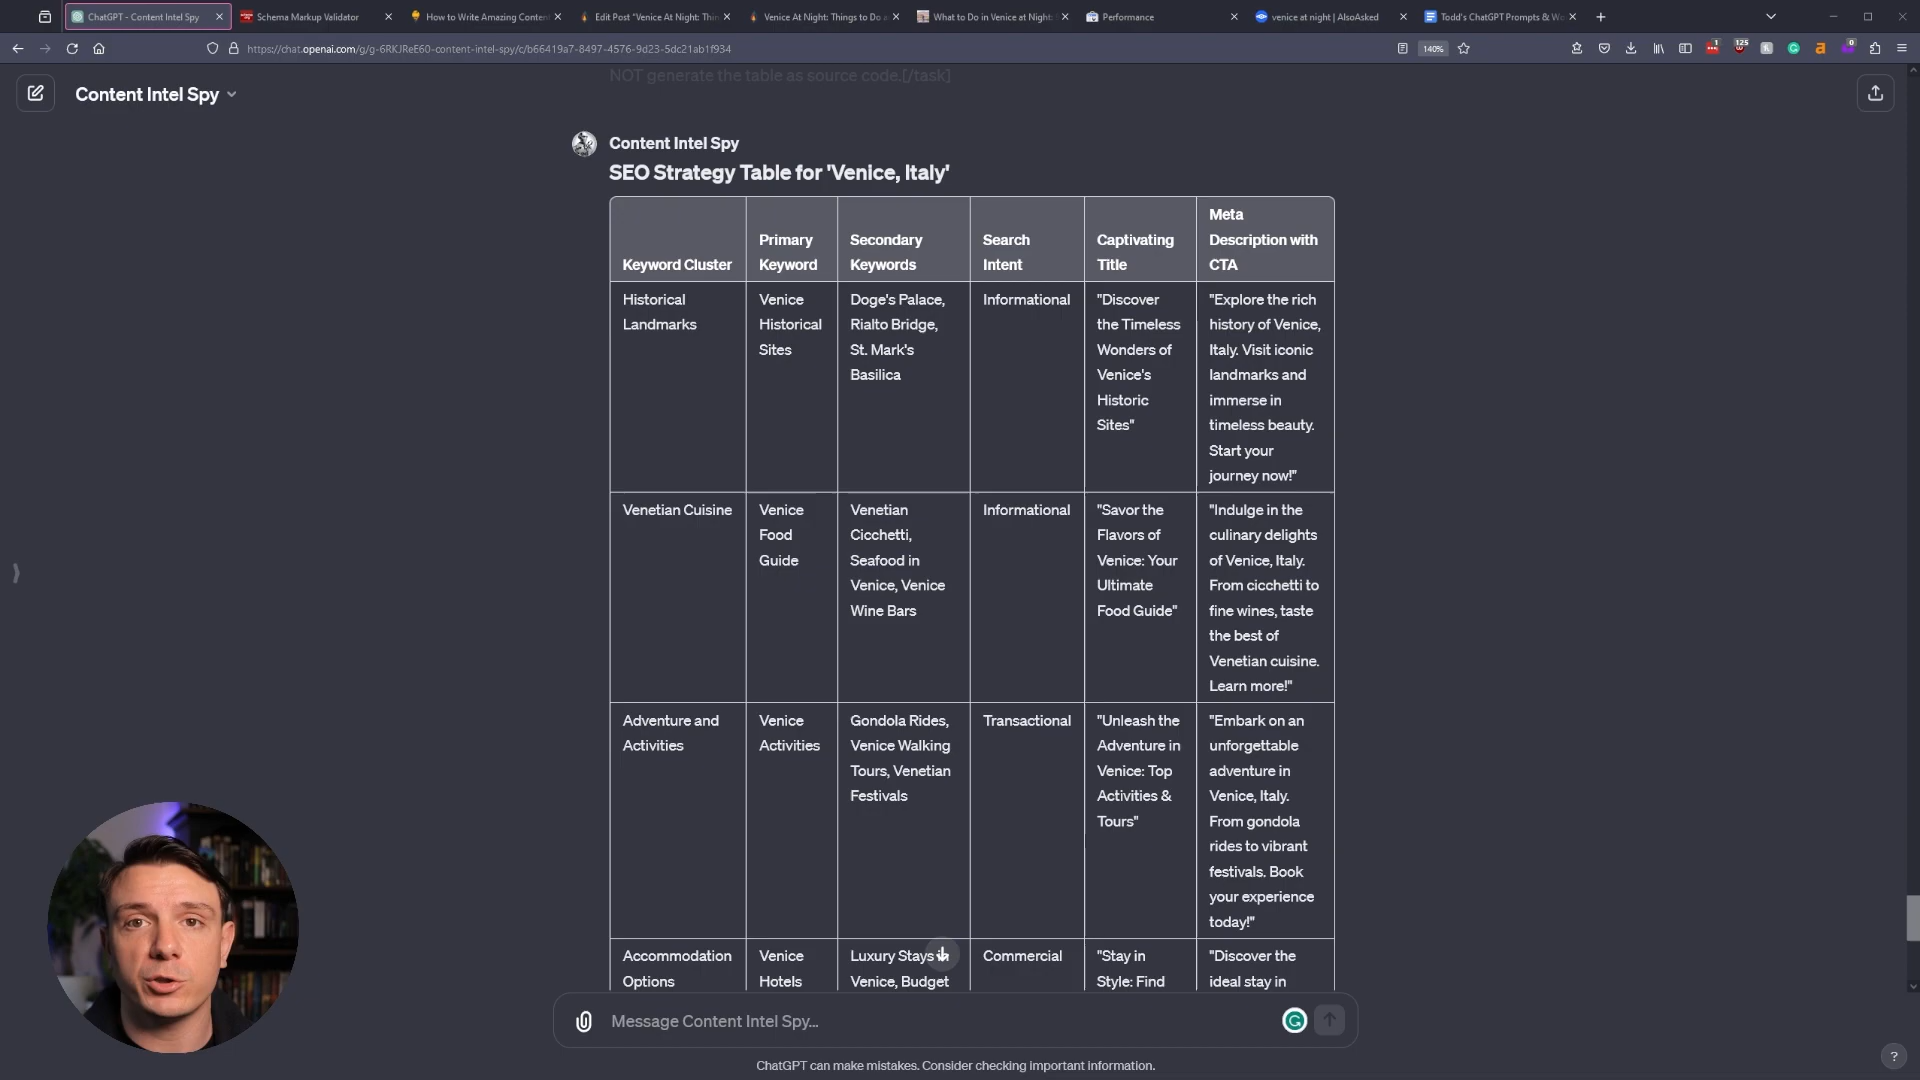 ChatGPT - Content Intel Spy
Schema Markup Validator
How to Write Amazing Conten
Edit Post "Venice At Night: Thin
Venice At Night: Things to Do a
What to Do in Venice at Night:
Performance
venice at night | AlsoAsked
Todd's ChatGPT Prompts & Wo
https://chat.openai.com/g/g-6RKJReE60-content-intel-spy/c/b66419a7-8497-4576-9d23-5dc21ab1f934
140%
1
125
0
NOT generate the table as source code.[/task]
Content Intel Spy
Content Intel Spy
SEO Strategy Table for 'Venice, Italy'
Keyword Cluster
Primary
Keyword
Secondary
Keywords
Search
Intent
Captivating
Title
Meta
Description with
CTA
Historical
Landmarks
Venice
Historical
Sites
Doge's Palace,
Rialto Bridge,
St. Mark's
Basilica
Informational
"Discover
the Timeless
Wonders of
Venice's
Historic
Sites"
"Explore the rich
history of Venice,
Italy. Visit iconic
landmarks and
immerse in
timeless beauty.
Start your
journey now!"
Venetian Cuisine
Venice
Food
Guide
Venetian
Cicchetti,
Seafood in
Venice, Venice
Wine Bars
Informational
"Savor the
Flavors of
Venice: Your
Ultimate
Food Guide"
"Indulge in the
culinary delights
of Venice, Italy.
From cicchetti to
fine wines, taste
the best of
Venetian cuisine.
Learn more!"
Adventure and
Activities
Venice
Activities
Gondola Rides,
Venice Walking
Tours, Venetian
Festivals
Transactional
"Unleash the
Adventure in
Venice: Top
Activities &
Tours"
"Embark on an
unforgettable
adventure in
Venice, Italy.
From gondola
rides to vibrant
festivals. Book
your experience
today!"
Accommodation
Options
Venice
Hotels
Luxury Stays
Venice, Budget
Commercial
"Stay in
Style: Find
"Discover the
ideal stay in
Message Content Intel Spy...
ChatGPT can make mistakes. Consider checking important information.
?